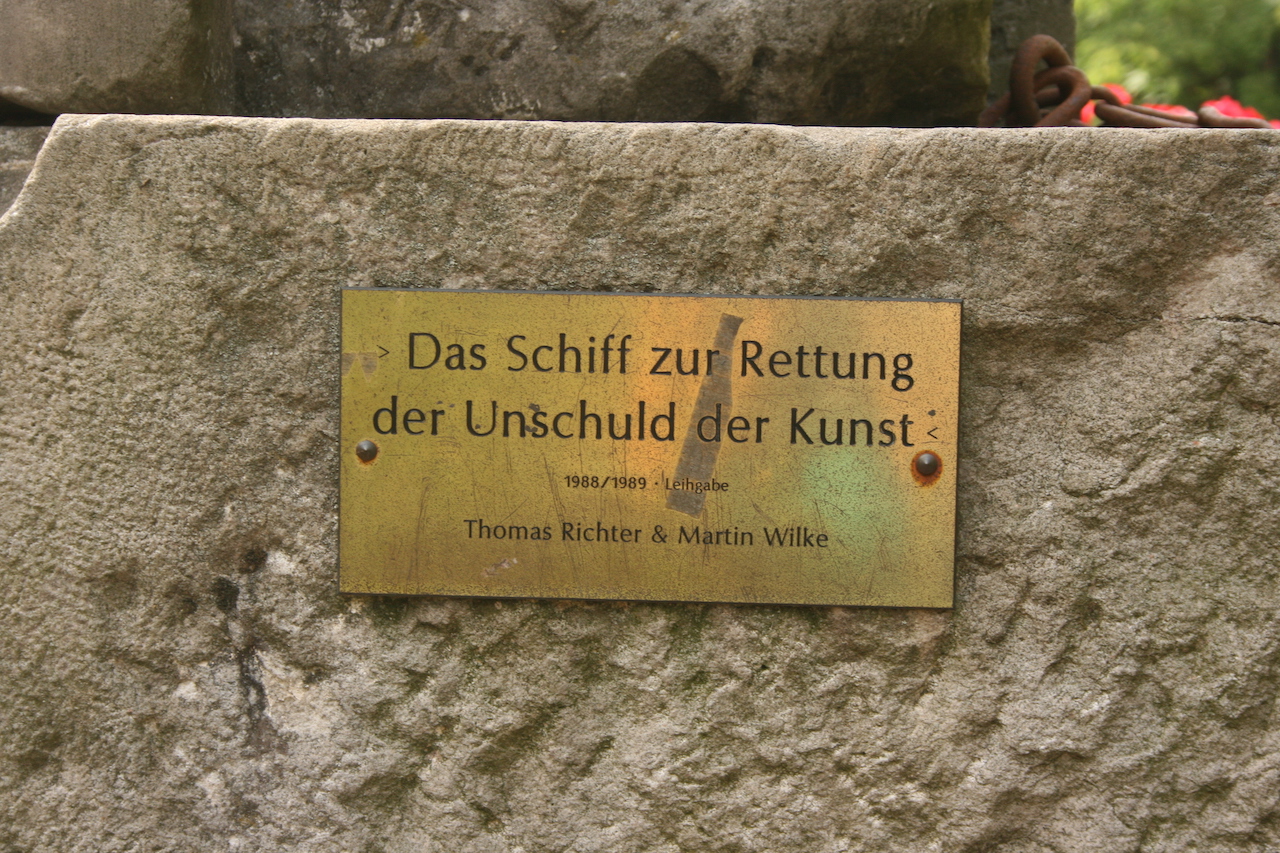 > Das Schiff zur Rettung
der Unschuld der Kunst <
1988/1989 · Leihgabe
Thomas Richter & Martin Wilke